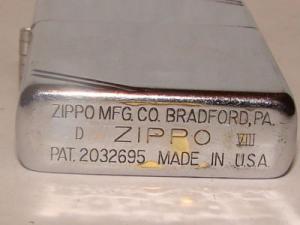 ZIPPO MFG. CO. BRADFORD, PA.
D ZIPPO VIII
PAT. 2032695 MADE IN U.S.A